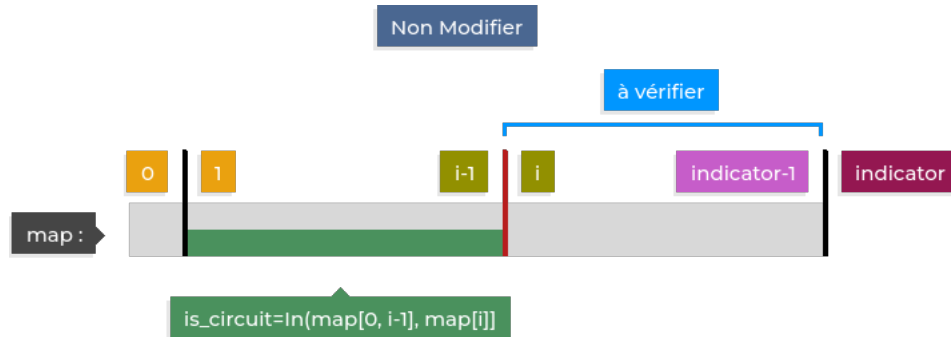 Non Modifier
à vérifier
0 1 i-1 i indicator-1 indicator
map :
is_circuit=In(map[0, i-1], map[i]]